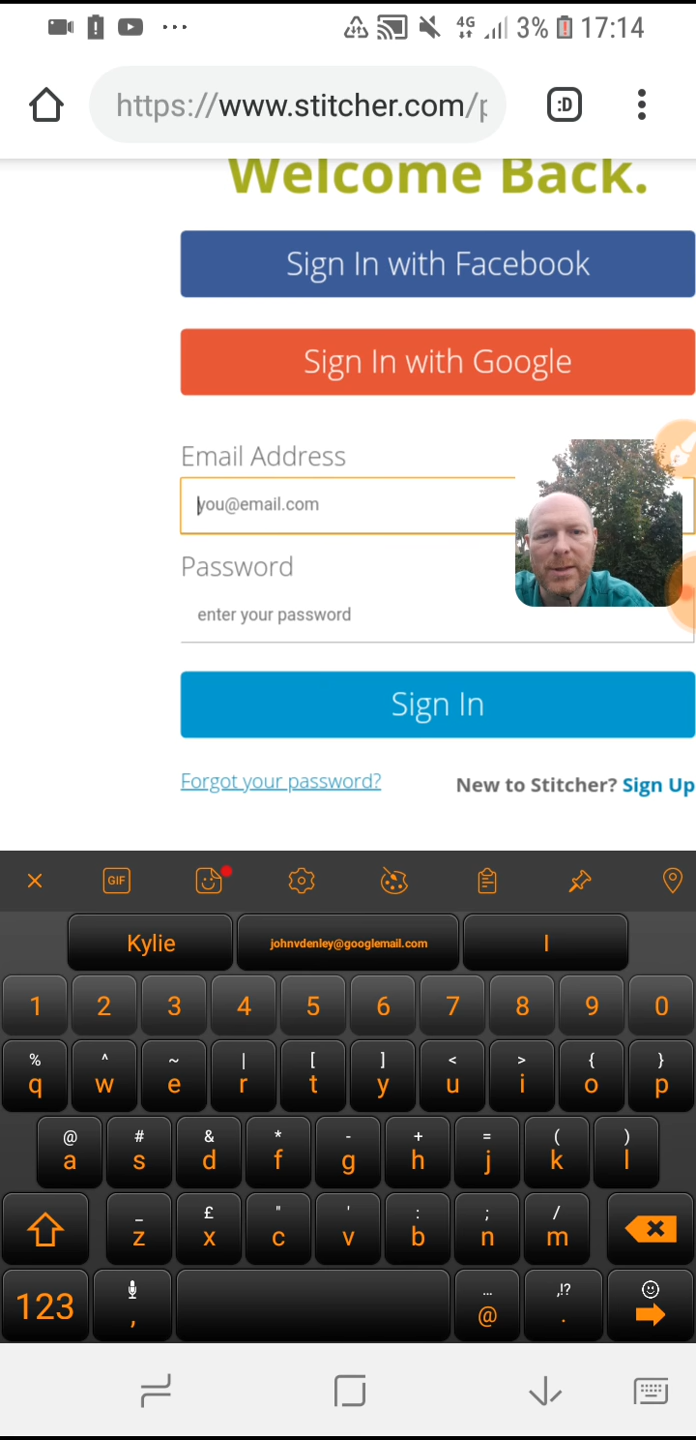 4G 3% 17:14
https://www.stitcher.com/p
:D
Welcome Back.
Sign In with Facebook
Sign In with Google
Email Address
you@email.com
Password
enter your password
Sign In
Forgot your password? New to Stitcher? Sign Up
GIF
Kylie johnvdenley@googlemail.com I
1 2 3 4 5 6 7 8 9 0
% ^ ~ | [ ] < > { }
q w e r t y u i o p
@ # & * - + = ( )
a s d f g h j k l
_ £ " ' : ; /
z x c v b n m
... ,!?
123 , @ .